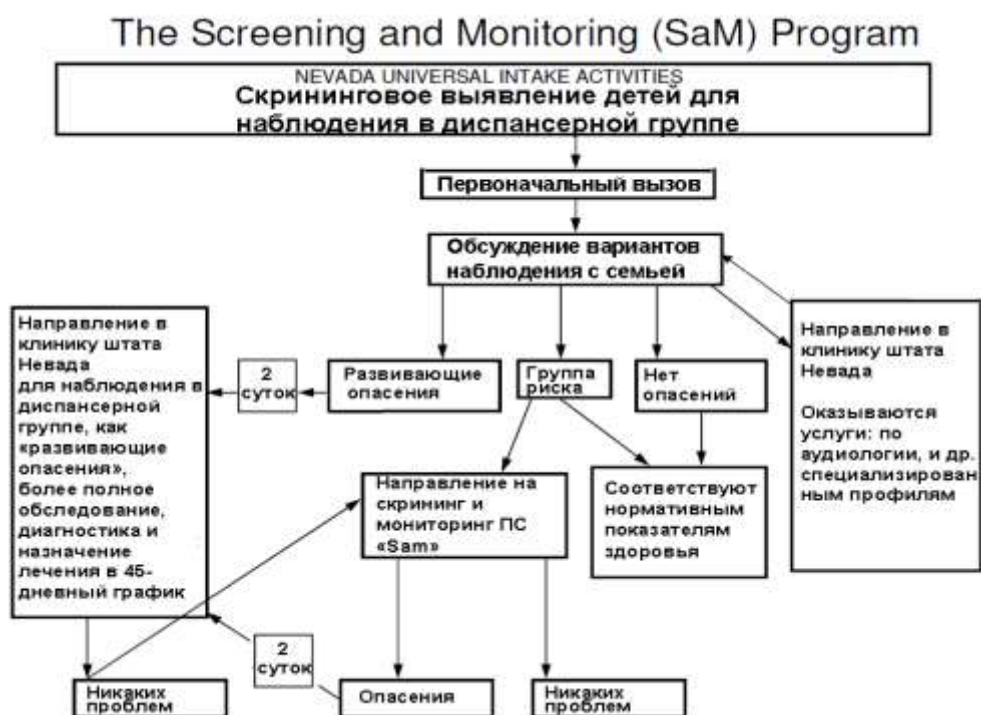 The Screening and Monitoring (SaM) Program
NEVADA UNIVERSAL INTAKE ACTIVITIES
Скрининговое выявление детей для
наблюдения в диспансерной группе
Первоначальный вызов
Обсуждение вариантов
наблюдения с семьей
Направление в
клинику штата
Невада
для наблюдения в
диспансерной
группе, как
«развивающие
опасения»,
более полное
обследование,
диагностика и
назначение
лечения в 45-
дневный график
2
суток
Развивающие
опасения
Группа
риска
Нет
опасений
Направление в
клинику штата
Невада
Оказываются
услуги: по
аудиологии, и др.
специализирован
ным профилям
Направление на
скрининг и
мониторинг ПС
«Sam»
Соответствуют
нормативным
показателям
здоровья
2
суток
Никаких
проблем
Опасения
Никаких
проблем